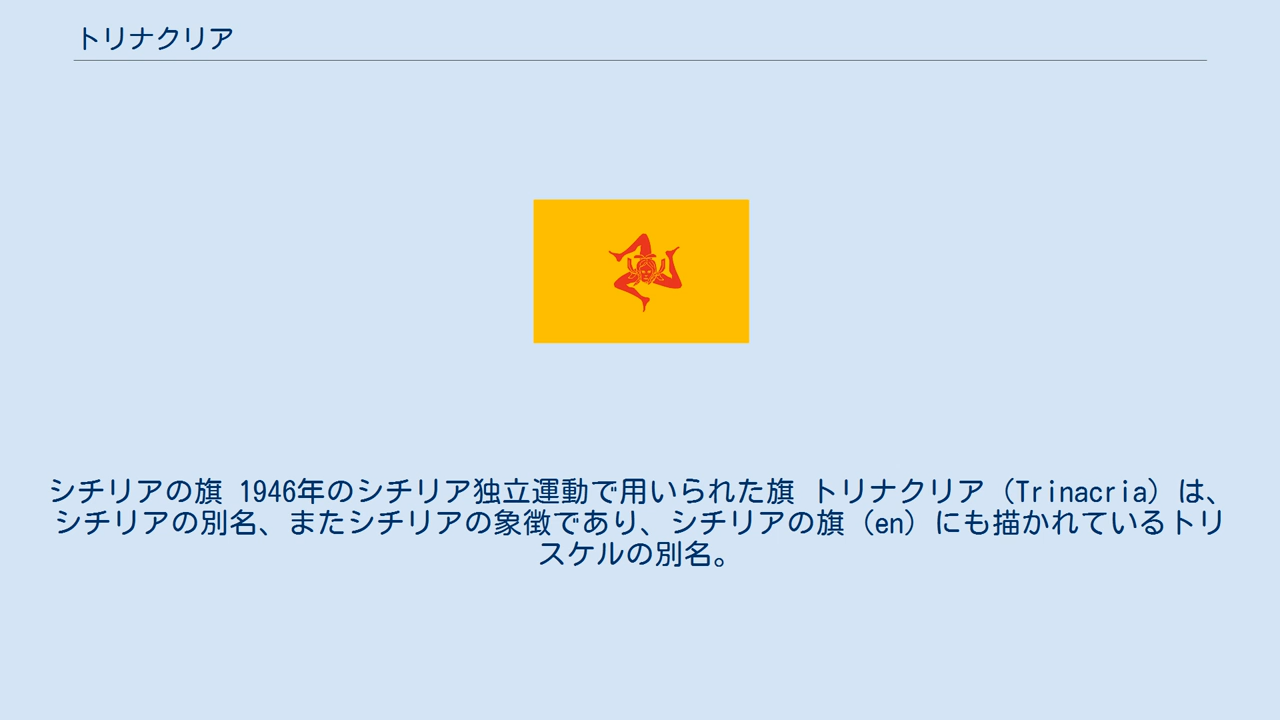 トリナクリア
シチリアの旗 1946年のシチリア独立運動で用いられた旗 トリナクリア（Trinacria）は、
シチリアの別名、またシチリアの象徴であり、シチリアの旗（en）にも描かれているトリ
スケルの別名。